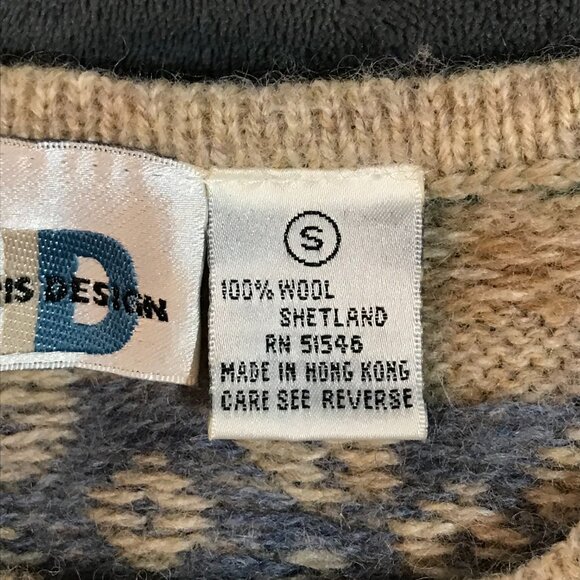 D
IS DESIGN
S
100% WOOL
SHETLAND
RN 51546
MADE IN HONG KONG
CARE SEE REVERSE